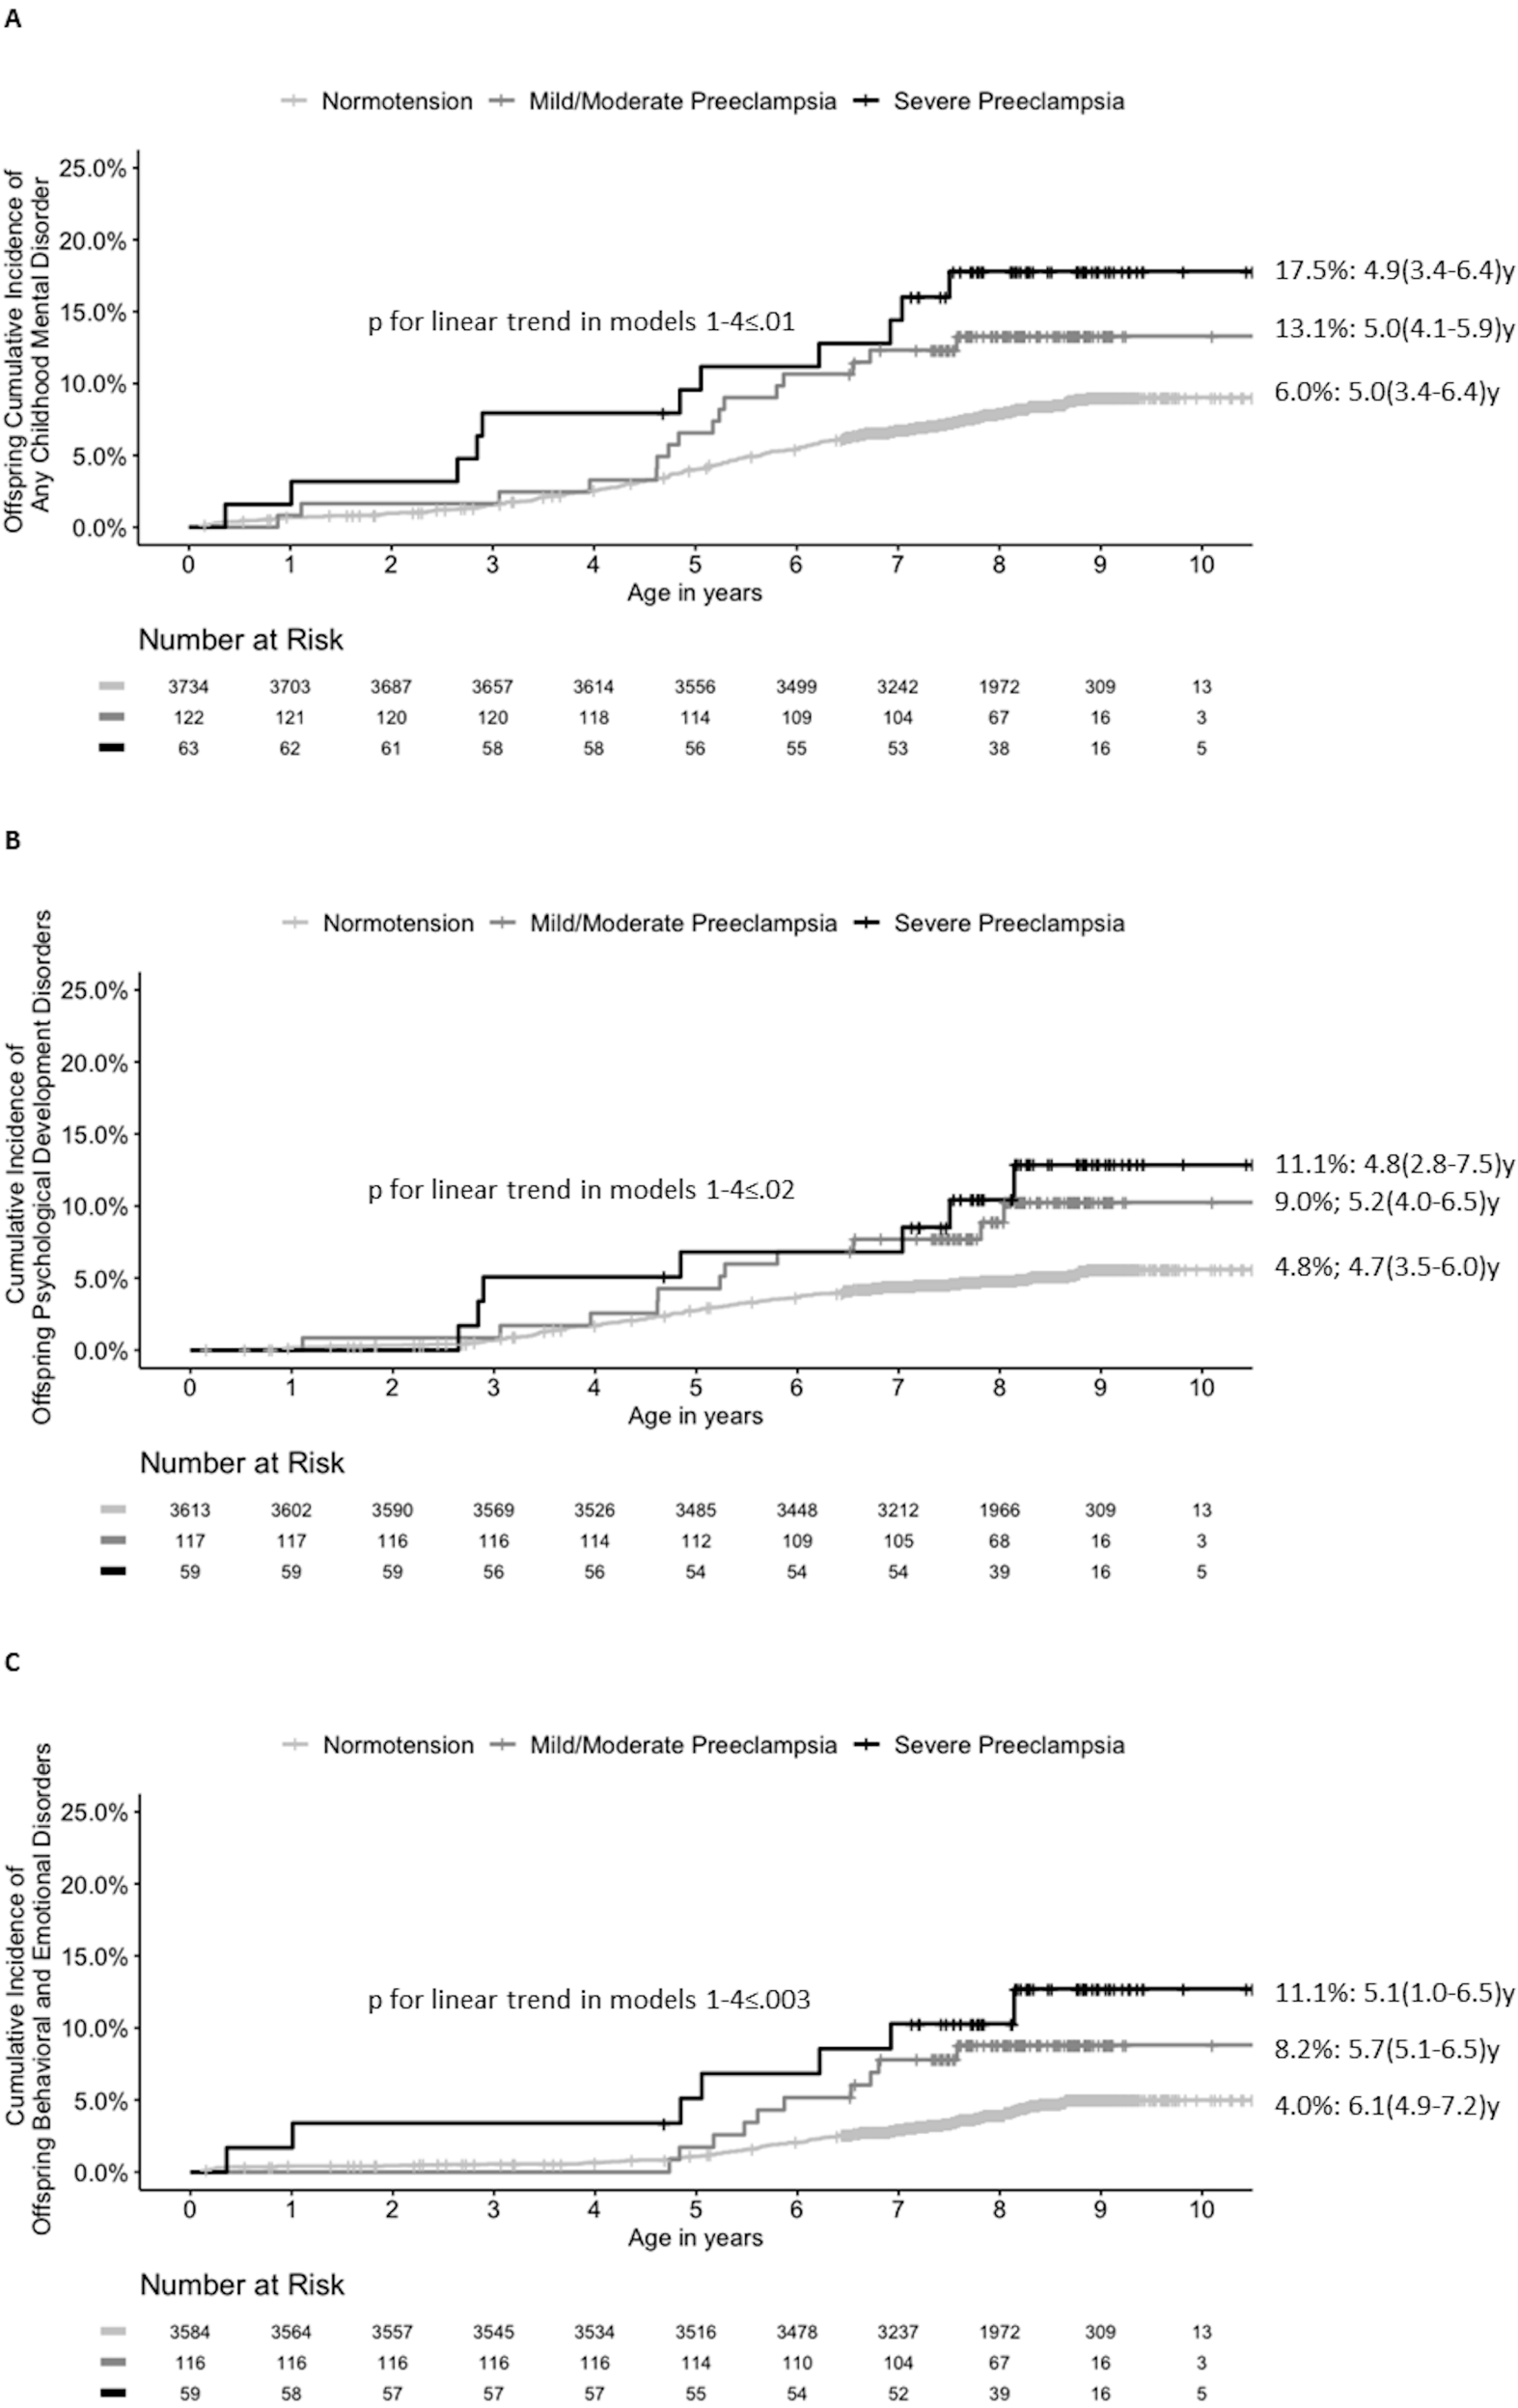 A
Normotension Mild/Moderate Preeclampsia Severe Preeclampsia
Offspring Cumulative Incidence of
Any Childhood Mental Disorder
25.0%
20.0%
15.0%
10.0%
5.0%
0.0%
p for linear trend in models 1-4≤.01
17.5%: 4.9(3.4-6.4)y
13.1%: 5.0(4.1-5.9)y
6.0%: 5.0(3.4-6.4)y
0 1 2 3 4 5 6 7 8 9 10
Age in years
Number at Risk
3734 3703 3687 3657 3614 3556 3499 3242 1972 309 13
122 121 120 120 118 114 109 104 67 16 3
63 62 61 58 58 56 55 53 38 16 5
B
Normotension Mild/Moderate Preeclampsia Severe Preeclampsia
Cumulative Incidence of
Offspring Psychological Development Disorders
25.0%
20.0%
15.0%
10.0%
5.0%
0.0%
p for linear trend in models 1-4≤.02
11.1%: 4.8(2.8-7.5)y
9.0%; 5.2(4.0-6.5)y
4.8%; 4.7(3.5-6.0)y
0 1 2 3 4 5 6 7 8 9 10
Age in years
Number at Risk
3613 3602 3590 3569 3526 3485 3448 3212 1966 309 13
117 117 116 116 114 112 109 105 68 16 3
59 59 59 56 56 54 54 54 39 16 5
C
Normotension Mild/Moderate Preeclampsia Severe Preeclampsia
Cumulative Incidence of
Offspring Behavioral and Emotional Disorders
25.0%
20.0%
15.0%
10.0%
5.0%
0.0%
p for linear trend in models 1-4≤.003
11.1%: 5.1(1.0-6.5)y
8.2%: 5.7(5.1-6.5)y
4.0%: 6.1(4.9-7.2)y
0 1 2 3 4 5 6 7 8 9 10
Age in years
Number at Risk
3584 3564 3557 3545 3534 3516 3478 3237 1972 309 13
116 116 116 116 116 114 110 104 67 16 3
59 58 57 57 57 55 54 52 39 16 5